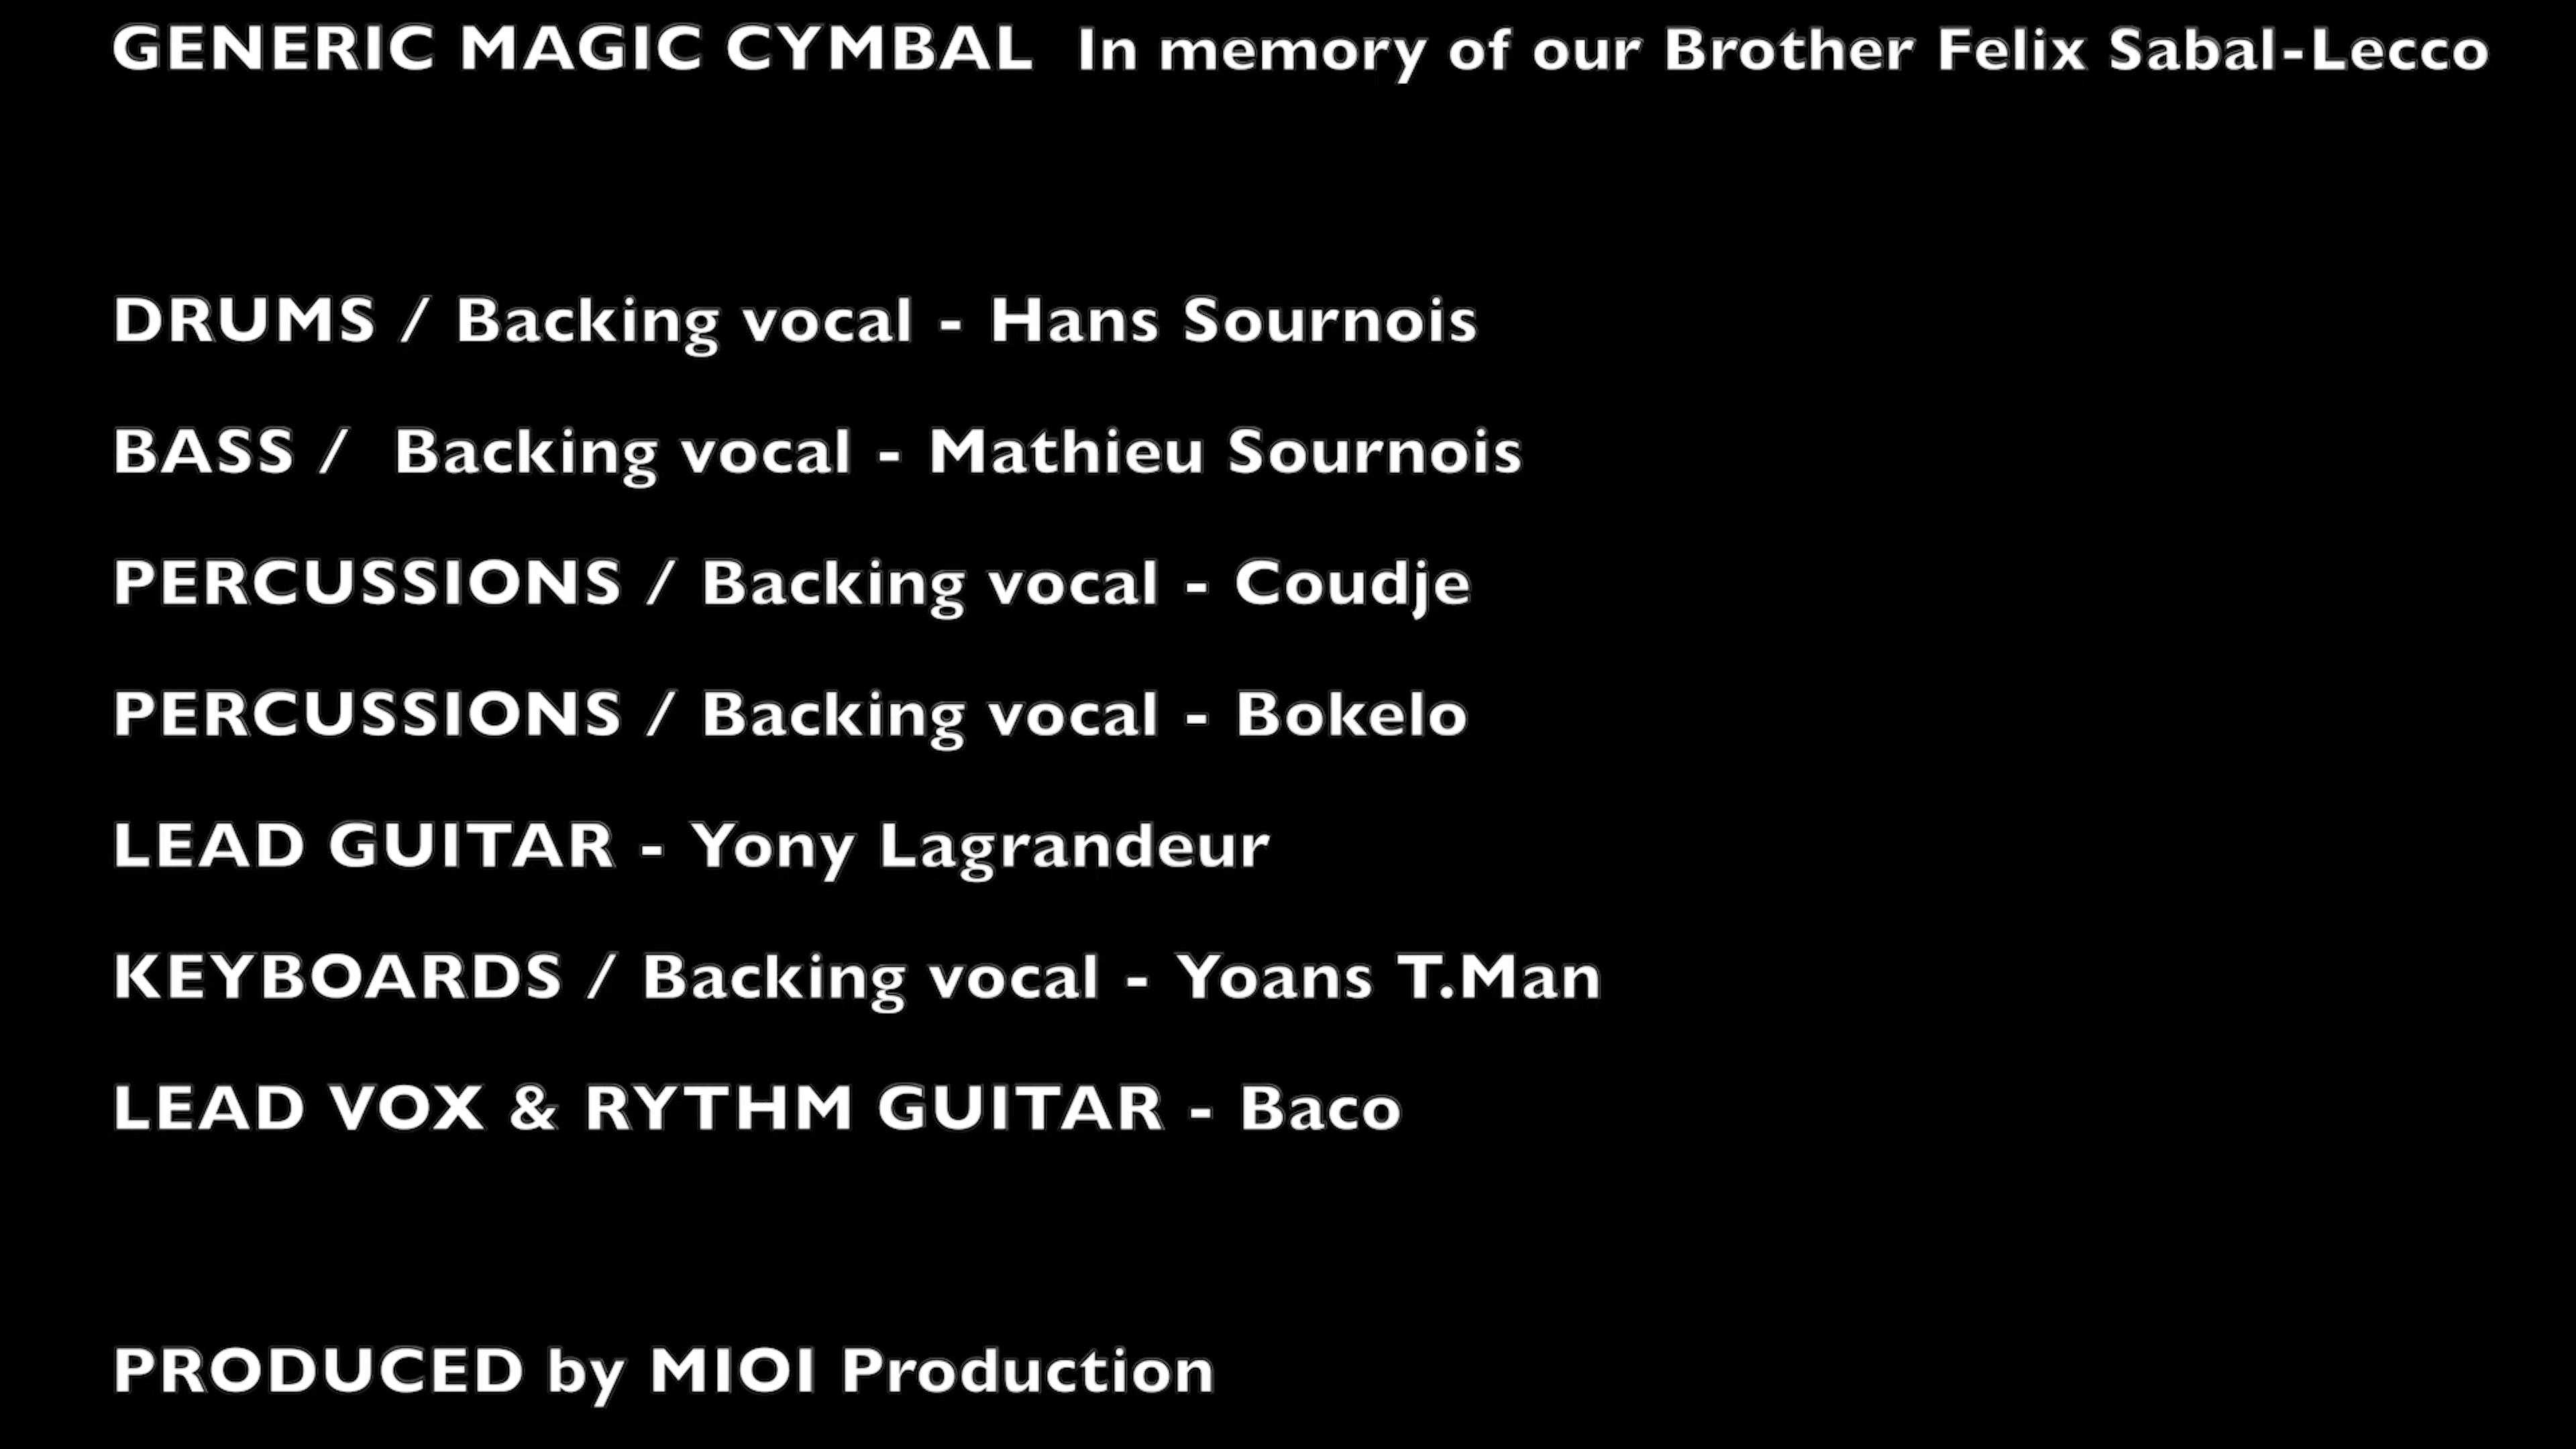 GENERIC MAGIC CYMBAL In memory of our Brother Felix Sabal-Lecco
DRUMS / Backing vocal - Hans Sournois
BASS / Backing vocal - Mathieu Sournois
PERCUSSIONS / Backing vocal - Coudje
PERCUSSIONS / Backing vocal - Bokelo
LEAD GUITAR - Yony Lagrandeur
KEYBOARDS / Backing vocal - Yoans T.Man
LEAD VOX & RYTHM GUITAR - Baco
PRODUCED by MIOI Production